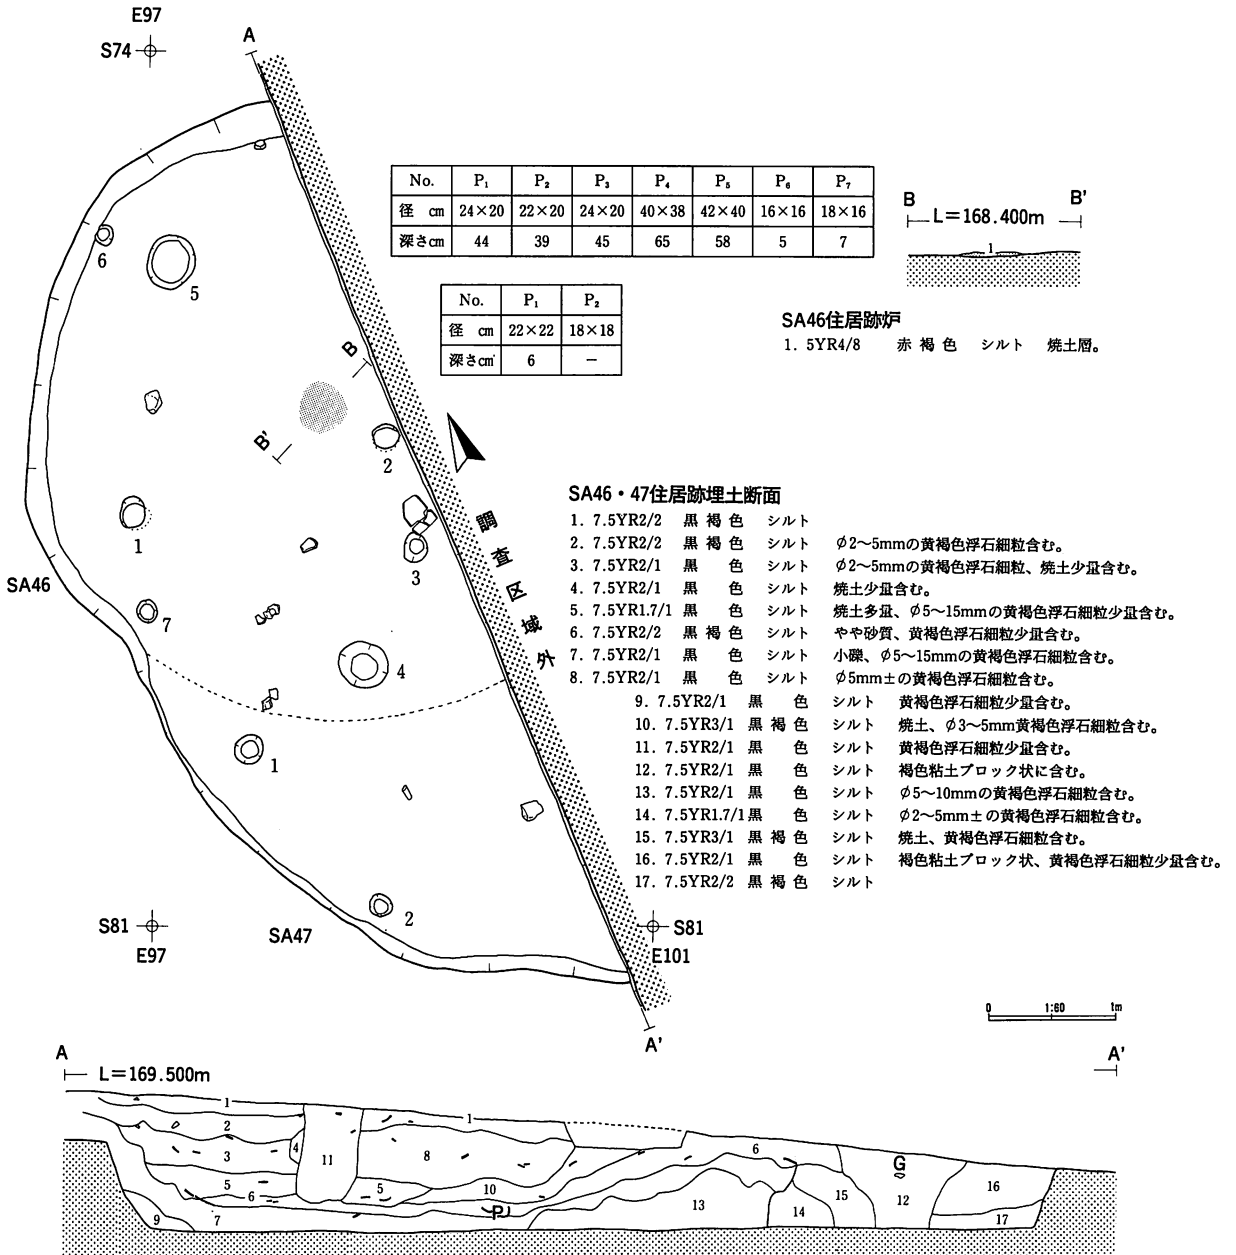 E97
S74
A
No. P₁ P₂ P₃ P₄ P₅ P₆ P₇
径 cm 24×20 22×20 24×20 40×38 42×40 16×16 18×16
深さcm 44 39 45 65 58 5 7
B B'
L=168.400m
1
No. P₁ P₂
径 cm 22×22 18×18
深さcm 6 －
SA46住居跡炉
1. 5YR4/8 赤褐色 シルト 焼土層。
6
5
B
B'
2
1
3
SA46
7
4
1
2
SA47
調査区域外
SA46・47住居跡埋土断面
1. 7.5YR2/2 黒褐色 シルト
2. 7.5YR2/2 黒褐色 シルト φ2～5mmの黄褐色浮石細粒含む。
3. 7.5YR2/1 黒色 シルト φ2～5mmの黄褐色浮石細粒、焼土少量含む。
4. 7.5YR2/1 黒色 シルト 焼土少量含む。
5. 7.5YR1.7/1 黒色 シルト 焼土多量、φ5～15mmの黄褐色浮石細粒少量含む。
6. 7.5YR2/2 黒褐色 シルト やや砂質、黄褐色浮石細粒少量含む。
7. 7.5YR2/1 黒色 シルト 小礫、φ5～15mmの黄褐色浮石細粒含む。
8. 7.5YR2/1 黒色 シルト φ5mm±の黄褐色浮石細粒含む。
9. 7.5YR2/1 黒色 シルト 黄褐色浮石細粒少量含む。
10. 7.5YR3/1 黒褐色 シルト 焼土、φ3～5mm黄褐色浮石細粒含む。
11. 7.5YR2/1 黒色 シルト 黄褐色浮石細粒少量含む。
12. 7.5YR2/1 黒色 シルト 褐色粘土ブロック状に含む。
13. 7.5YR2/1 黒色 シルト φ5～10mmの黄褐色浮石細粒含む。
14. 7.5YR1.7/1 黒色 シルト φ2～5mm±の黄褐色浮石細粒含む。
15. 7.5YR3/1 黒褐色 シルト 焼土、黄褐色浮石細粒含む。
16. 7.5YR2/1 黒色 シルト 褐色粘土ブロック状、黄褐色浮石細粒少量含む。
17. 7.5YR2/2 黒褐色 シルト
S81
E97
S81
E101
0 1:60 1m
A'
A A'
L=169.500m
1 1
2
3 4 11 8 6 G
5 5 10 15 12 16
6 P 13 14 17
9 7